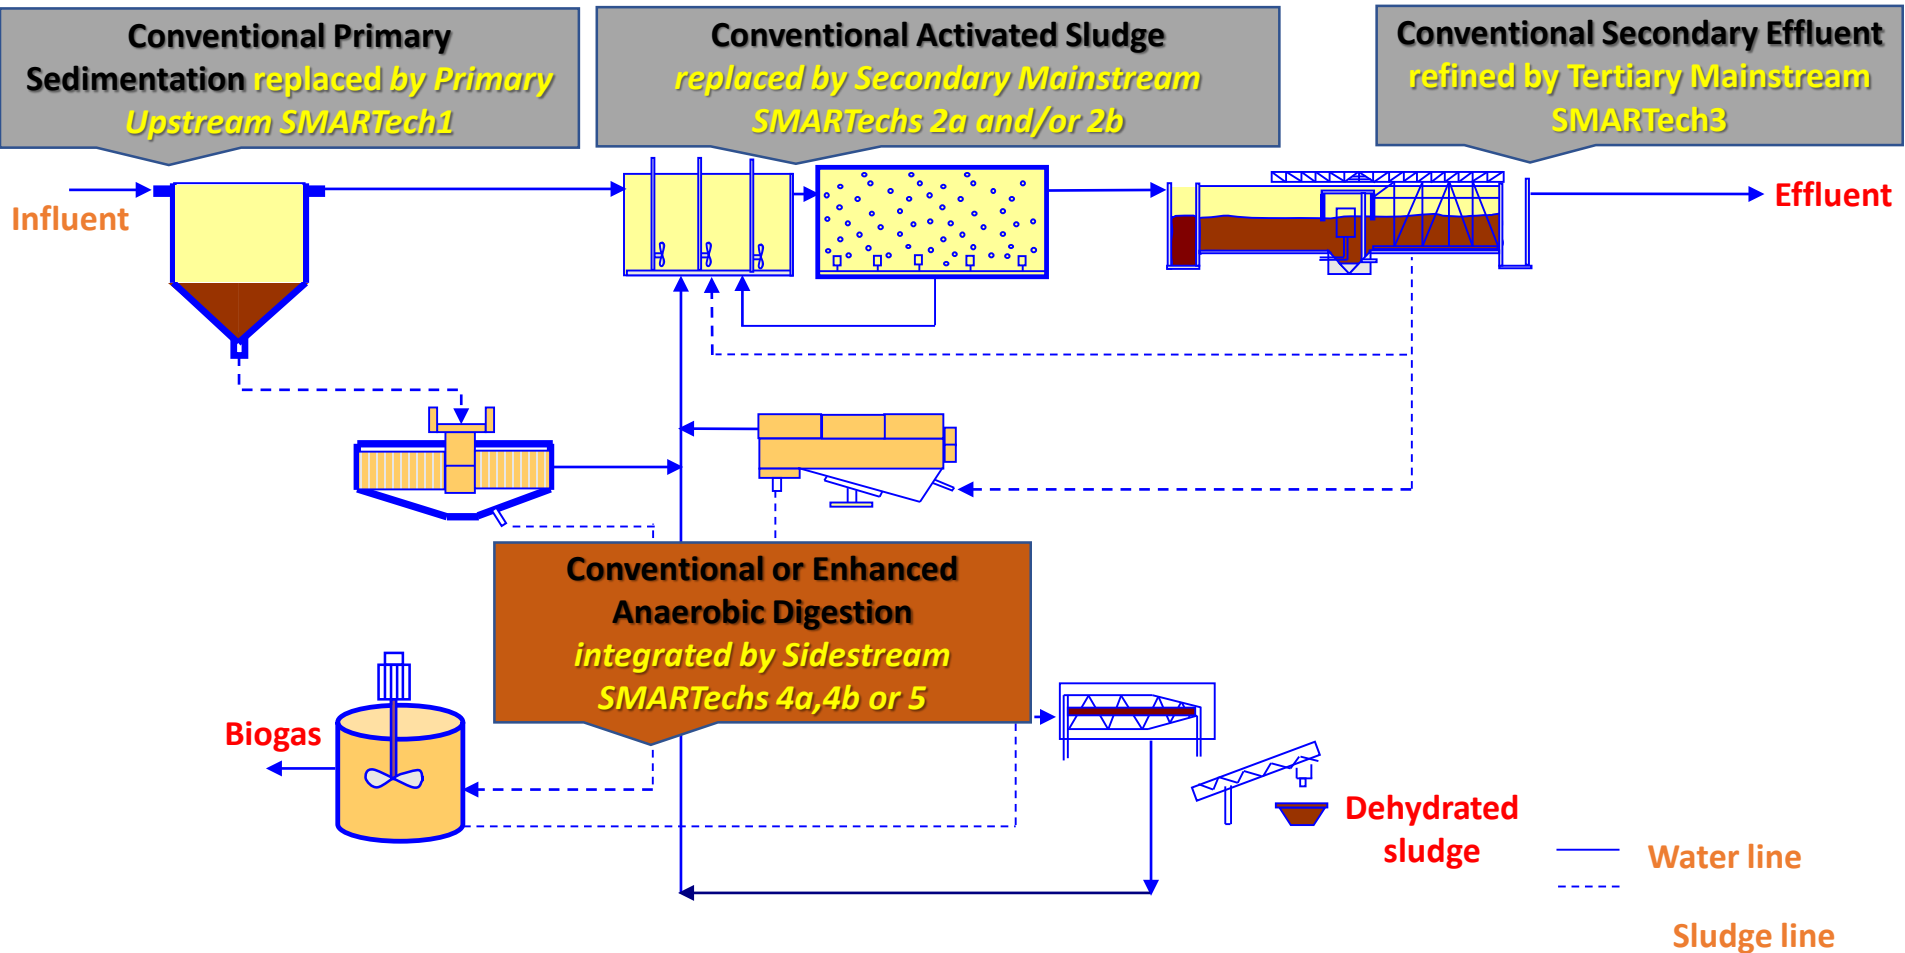 Conventional Primary
Sedimentation replaced by Primary
Upstream SMARTech1
Conventional Activated Sludge
replaced by Secondary Mainstream
SMARTechs 2a and/or 2b
Conventional Secondary Effluent
refined by Tertiary Mainstream
SMARTech3
Influent
Effluent
Conventional or Enhanced
Anaerobic Digestion
integrated by Sidestream
SMARTechs 4a,4b or 5
Biogas
Dehydrated
sludge
Water line
Sludge line